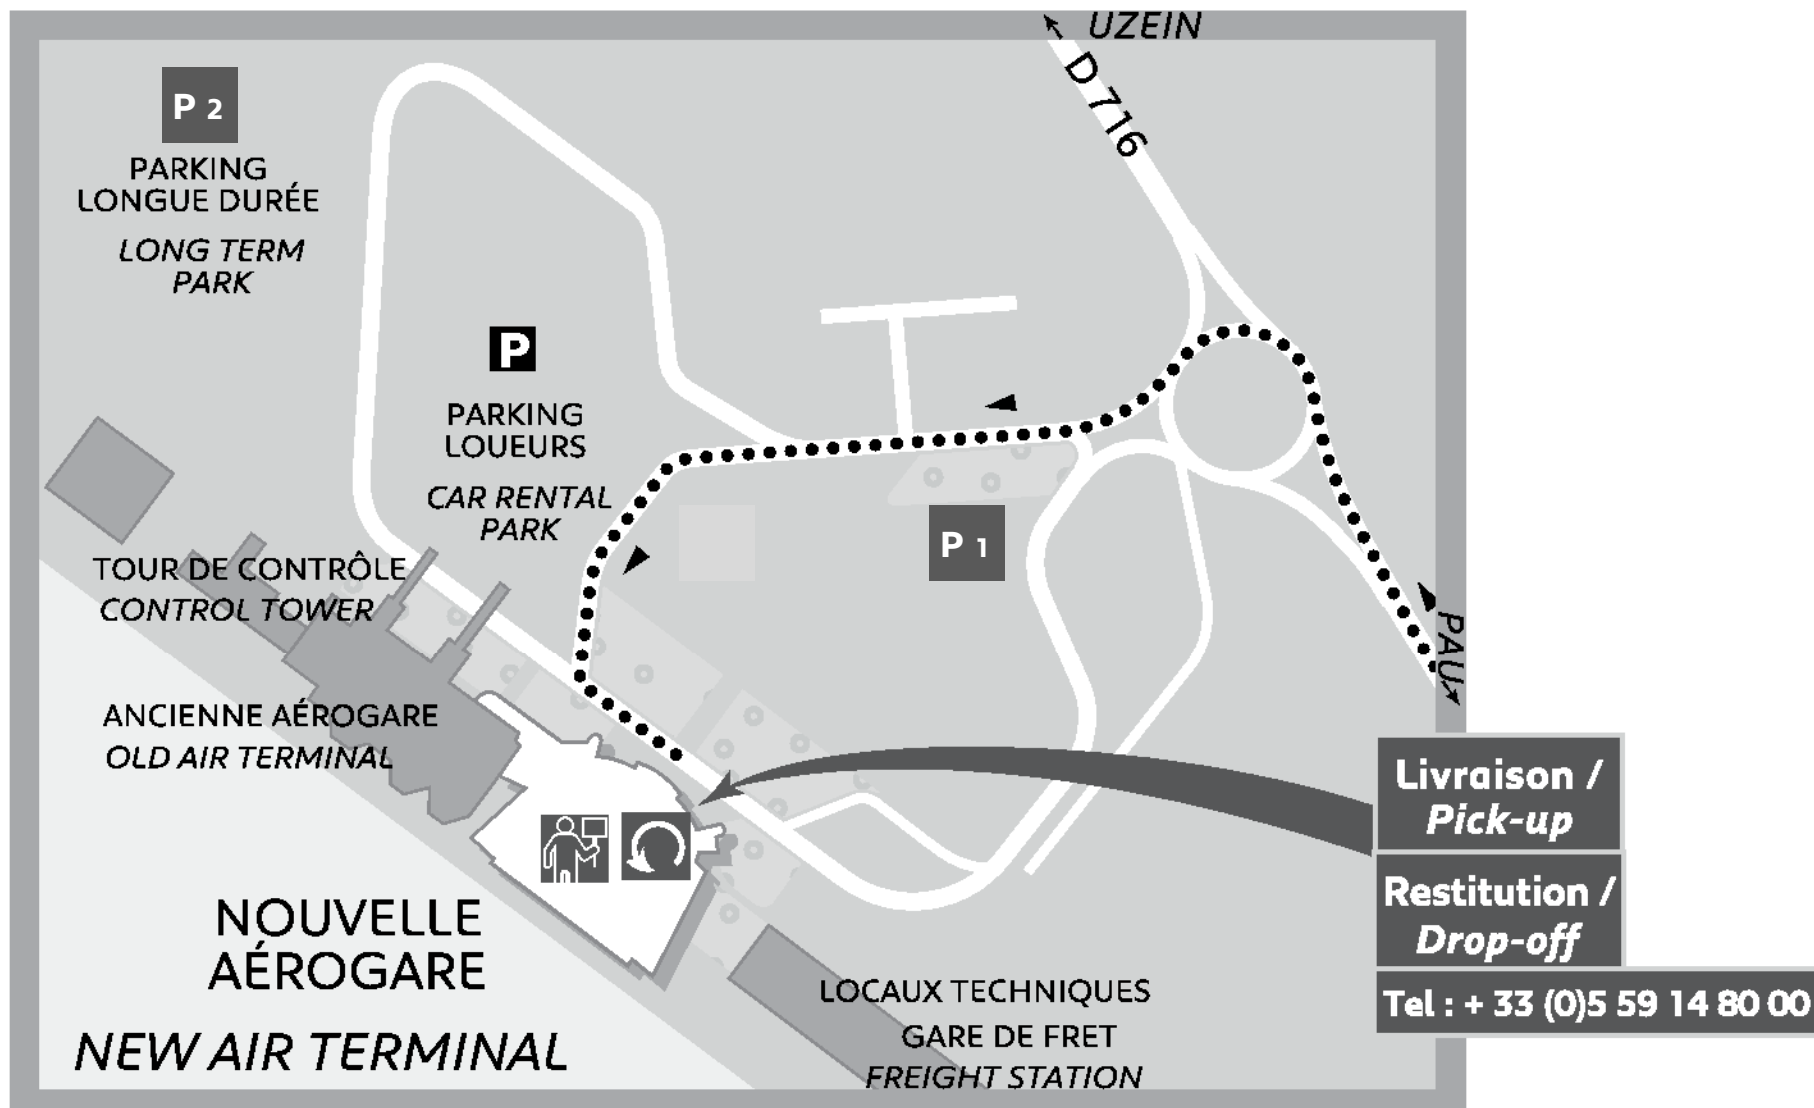 UZEIN
D 716
P 2
PARKING
LONGUE DURÉE
LONG TERM
PARK
P
PARKING
LOUEURS
CAR RENTAL
PARK
P 1
TOUR DE CONTRÔLE
CONTROL TOWER
PAU
ANCIENNE AÉROGARE
OLD AIR TERMINAL
Livraison /
Pick-up
Restitution /
Drop-off
Tel : + 33 (0)5 59 14 80 00
NOUVELLE
AÉROGARE
NEW AIR TERMINAL
LOCAUX TECHNIQUES
GARE DE FRET
FREIGHT STATION